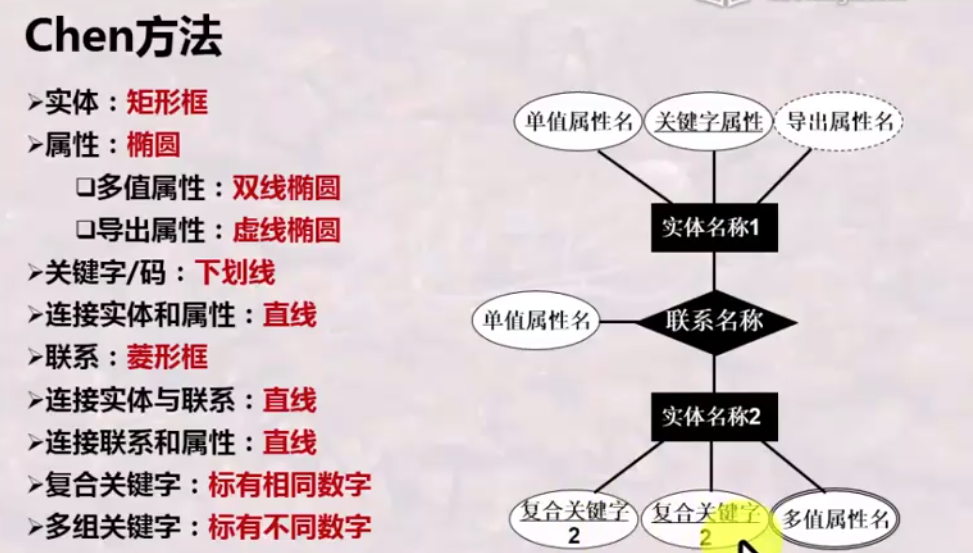 Chen方法
➢实体：矩形框
➢属性：椭圆
❑多值属性：双线椭圆
❑导出属性：虚线椭圆
➢关键字/码：下划线
➢连接实体和属性：直线
➢联系：菱形框
➢连接实体与联系：直线
➢连接联系和属性：直线
➢复合关键字：标有相同数字
➢多组关键字：标有不同数字
单值属性名
关键字属性
导出属性名
实体名称1
单值属性名
联系名称
实体名称2
复合关键字
2
复合关键字
2
多值属性名